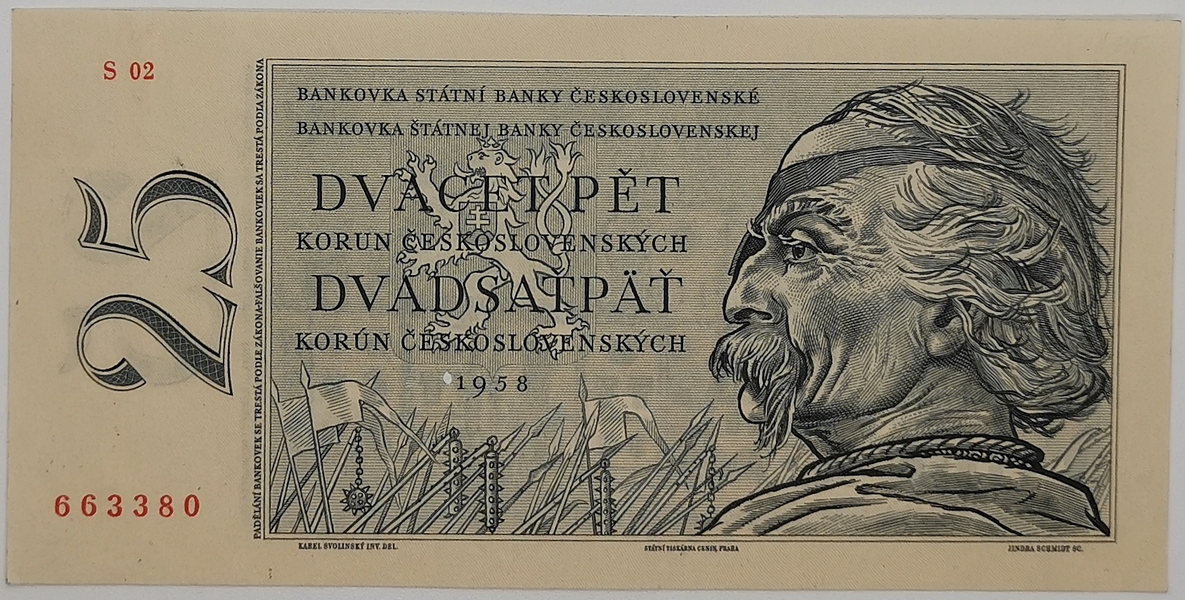 S 02
25
663380
PADĚLÁNÍ BANKOVEK SE TRESTÁ PODLE ZÁKONA-FALŠOVANIE BANKOVIEK SA TRESTÁ PODĽA ZÁKONA
BANKOVKA STÁTNÍ BANKY ČESKOSLOVENSKÉ
BANKOVKA ŠTÁTNEJ BANKY ČESKOSLOVENSKEJ
DVACET PĚT
KORUN ČESKOSLOVENSKÝCH
DVADSAŤPÄŤ
KORÚN ČESKOSLOVENSKÝCH
1958
KAREL SVOLINSKÝ INV. DEL.
STÁTNÍ TISKÁRNA CENIN, PRAHA
JINDRA SCHMIDT SC.